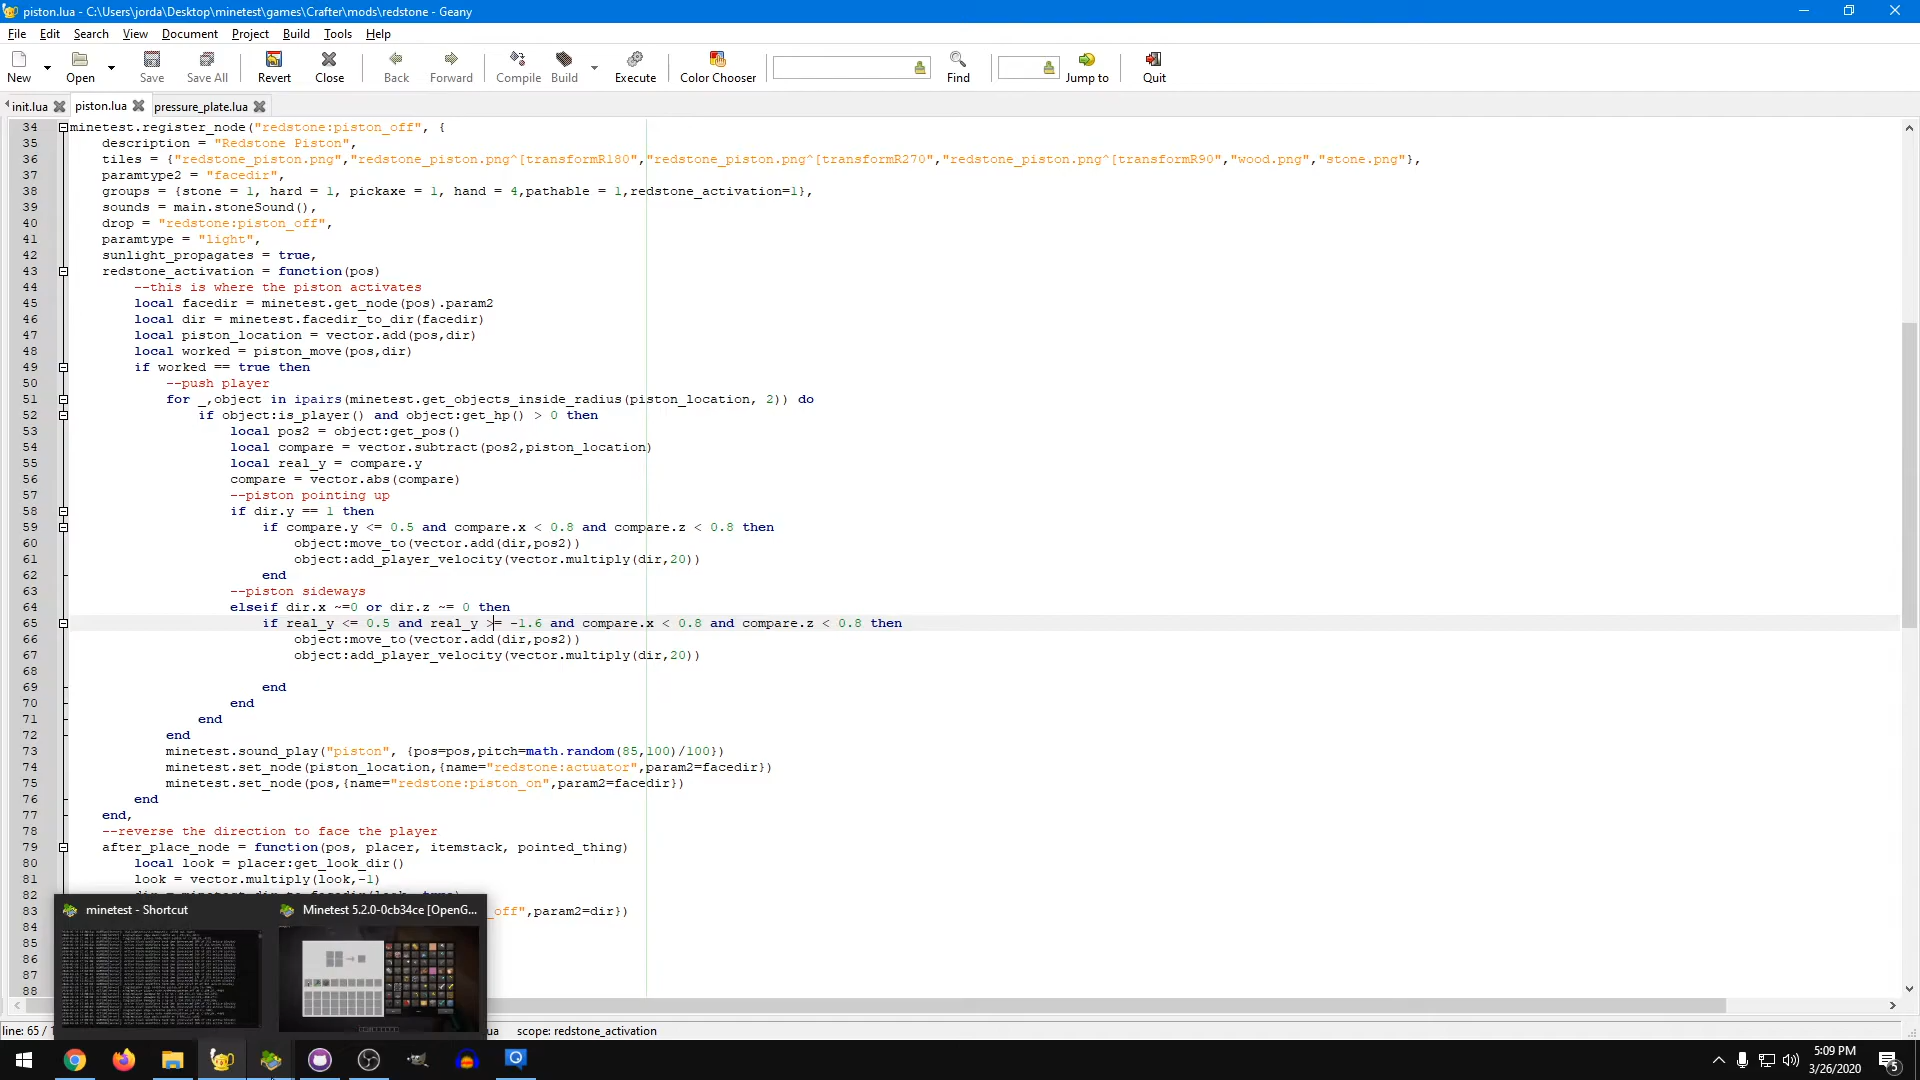 piston.lua - C:\Users\jorda\Desktop\minetest\games\Crafter\mods\redstone - Geany
File Edit Search View Document Project Build Tools Help
New Open Save Save All Revert Close Back Forward Compile Build Execute Color Chooser Find Jump to Quit
init.lua piston.lua pressure_plate.lua
34 minetest.register_node("redstone:piston_off", {
35 description = "Redstone Piston",
36 tiles = {"redstone_piston.png","redstone_piston.png^[transformR180","redstone_piston.png^[transformR270","redstone_piston.png^[transformR90","wood.png","stone.png"},
37 paramtype2 = "facedir",
38 groups = {stone = 1, hard = 1, pickaxe = 1, hand = 4,pathable = 1,redstone_activation=1},
39 sounds = main.stoneSound(),
40 drop = "redstone:piston_off",
41 paramtype = "light",
42 sunlight_propagates = true,
43 redstone_activation = function(pos)
44 --this is where the piston activates
45 local facedir = minetest.get_node(pos).param2
46 local dir = minetest.facedir_to_dir(facedir)
47 local piston_location = vector.add(pos,dir)
48 local worked = piston_move(pos,dir)
49 if worked == true then
50 --push player
51 for _,object in ipairs(minetest.get_objects_inside_radius(piston_location, 2)) do
52 if object:is_player() and object:get_hp() > 0 then
53 local pos2 = object:get_pos()
54 local compare = vector.subtract(pos2,piston_location)
55 local real_y = compare.y
56 compare = vector.abs(compare)
57 --piston pointing up
58 if dir.y == 1 then
59 if compare.y <= 0.5 and compare.x < 0.8 and compare.z < 0.8 then
60 object:move_to(vector.add(dir,pos2))
61 object:add_player_velocity(vector.multiply(dir,20))
62 end
63 --piston sideways
64 elseif dir.x ~=0 or dir.z ~= 0 then
65 if real_y <= 0.5 and real_y >= -1.6 and compare.x < 0.8 and compare.z < 0.8 then
66 object:move_to(vector.add(dir,pos2))
67 object:add_player_velocity(vector.multiply(dir,20))
68
69 end
70 end
71 end
72 end
73 minetest.sound_play("piston", {pos=pos,pitch=math.random(85,100)/100})
74 minetest.set_node(piston_location,{name="redstone:actuator",param2=facedir})
75 minetest.set_node(pos,{name="redstone:piston_on",param2=facedir})
76 end
77 end,
78 --reverse the direction to face the player
79 after_place_node = function(pos, placer, itemstack, pointed_thing)
80 local look = placer:get_look_dir()
81 look = vector.multiply(look,-1)
82
83 _off",param2=dir})
84
85
86
87
88
minetest - Shortcut Minetest 5.2.0-0cb34ce [OpenG...
line: 65 / 1 ua scope: redstone_activation
5:09 PM
3/26/2020
5